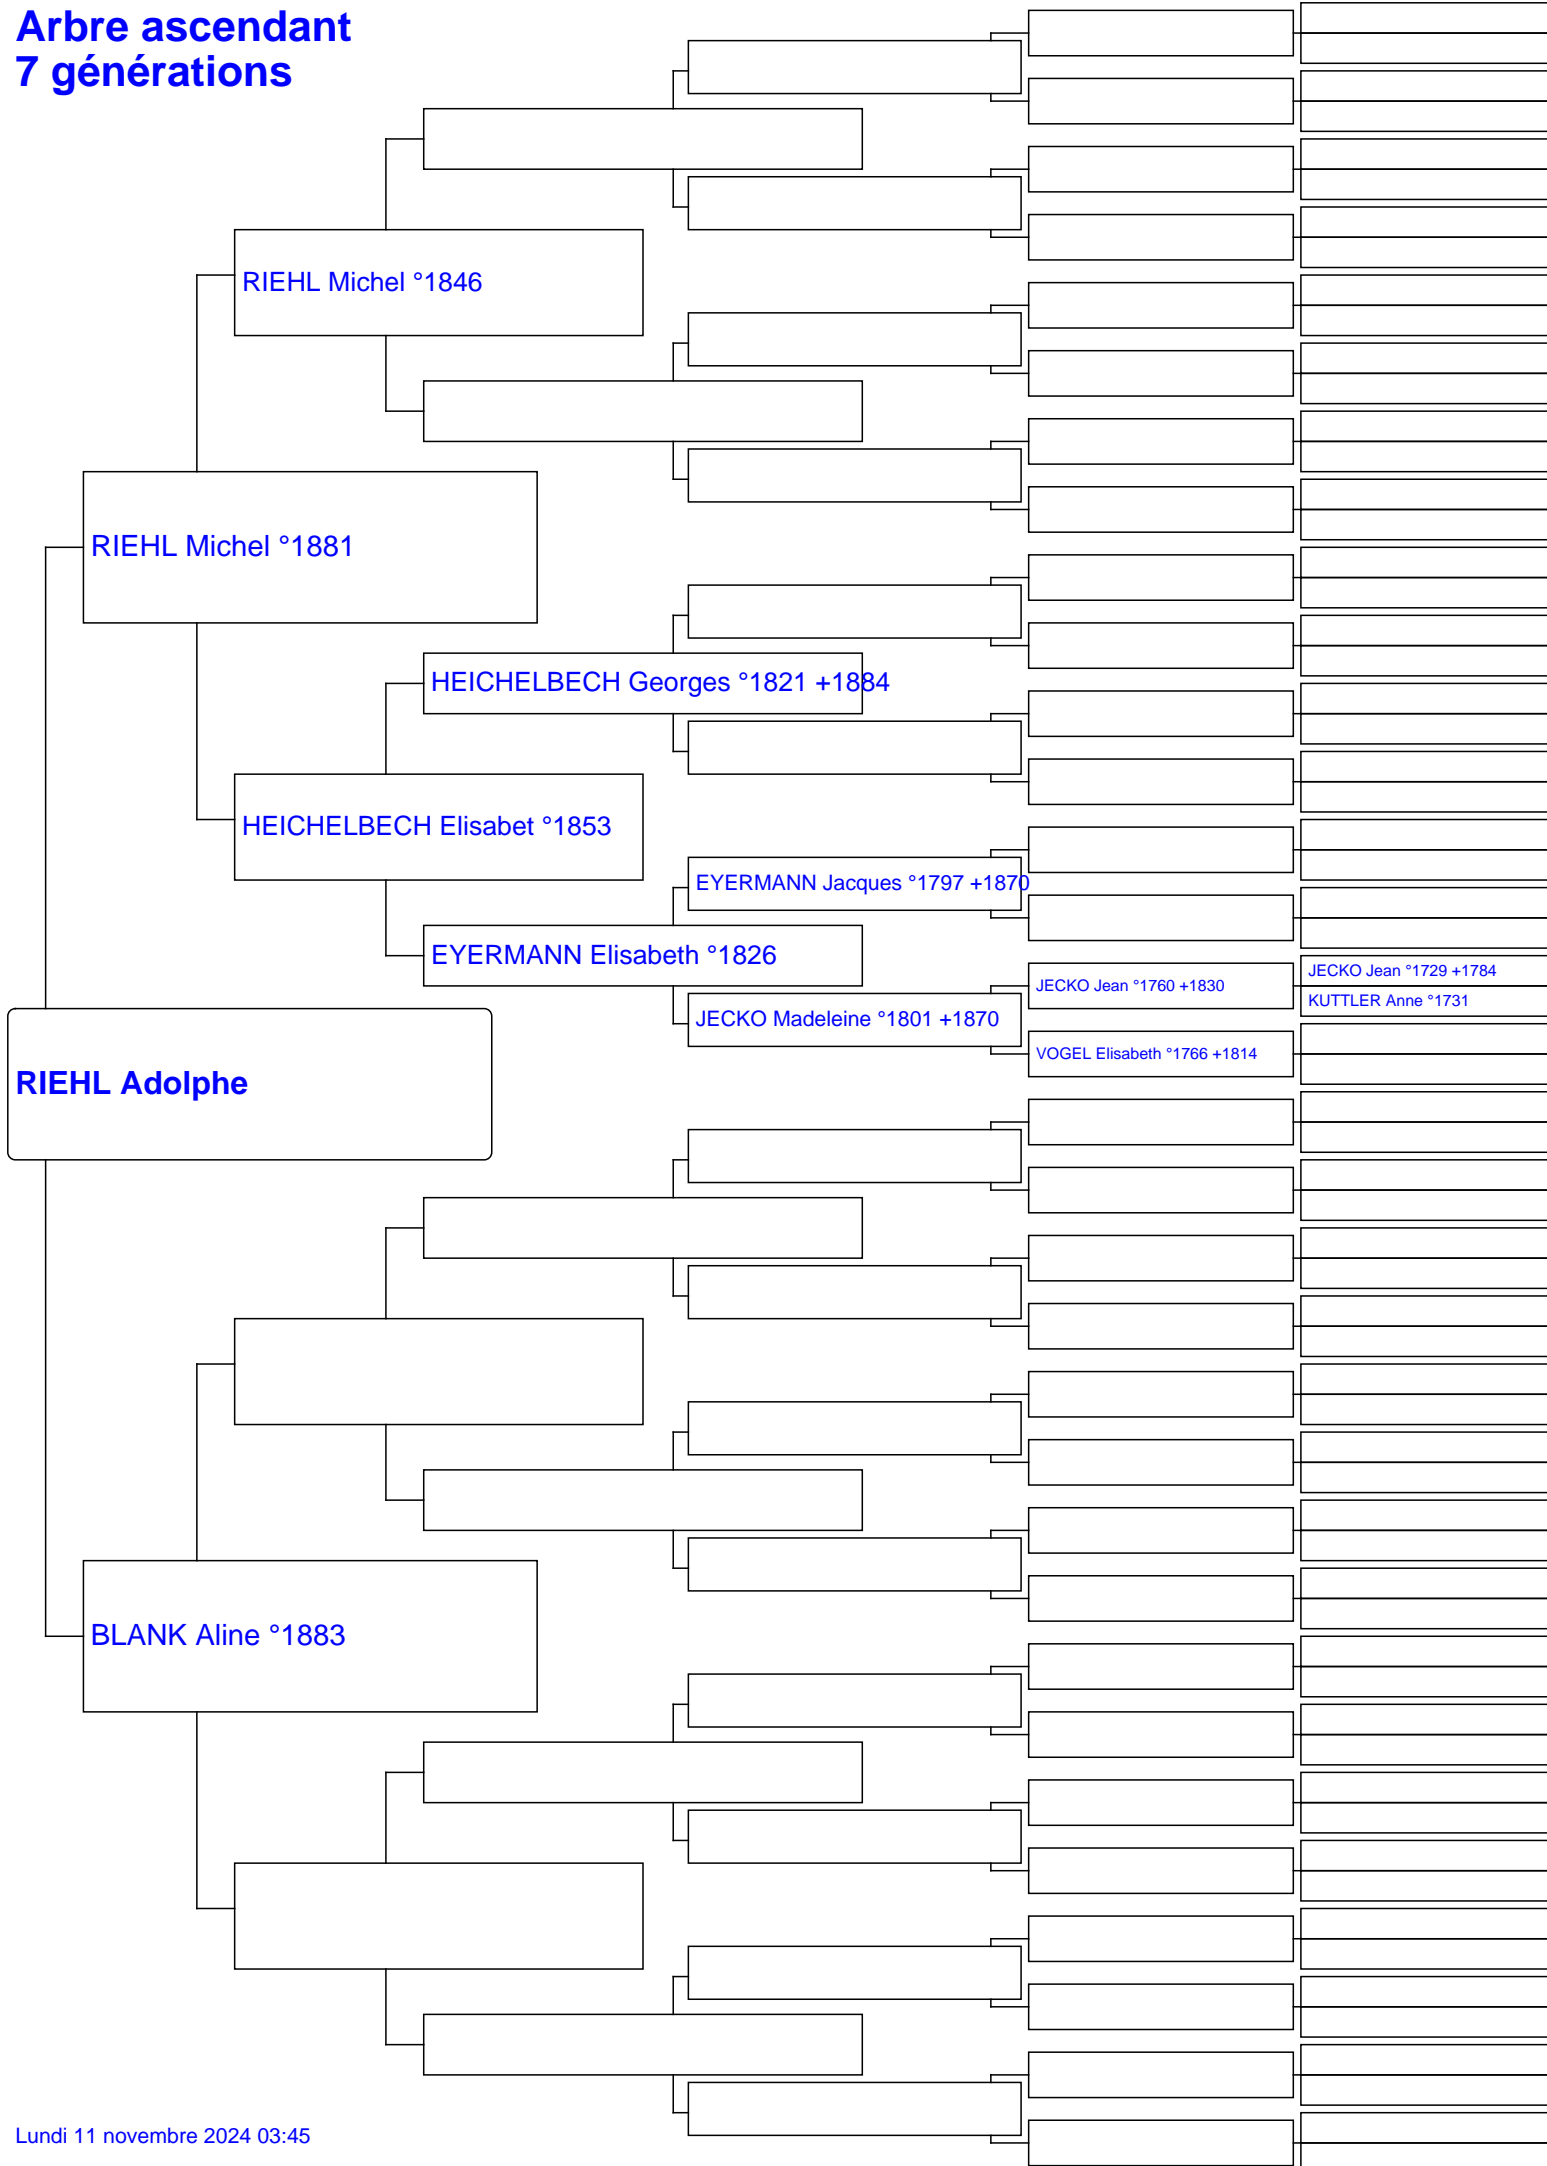 Arbre ascendant
7 générations
RIEHL Michel °1846
RIEHL Michel °1881
HEICHELBECH Georges °1821 +1884
HEICHELBECH Elisabet °1853
EYERMANN Jacques °1797 +1870
EYERMANN Elisabeth °1826
JECKO Jean °1729 +1784
JECKO Jean °1760 +1830
KUTTLER Anne °1731
JECKO Madeleine °1801 +1870
VOGEL Elisabeth °1766 +1814
RIEHL Adolphe
BLANK Aline °1883
Lundi 11 novembre 2024 03:45